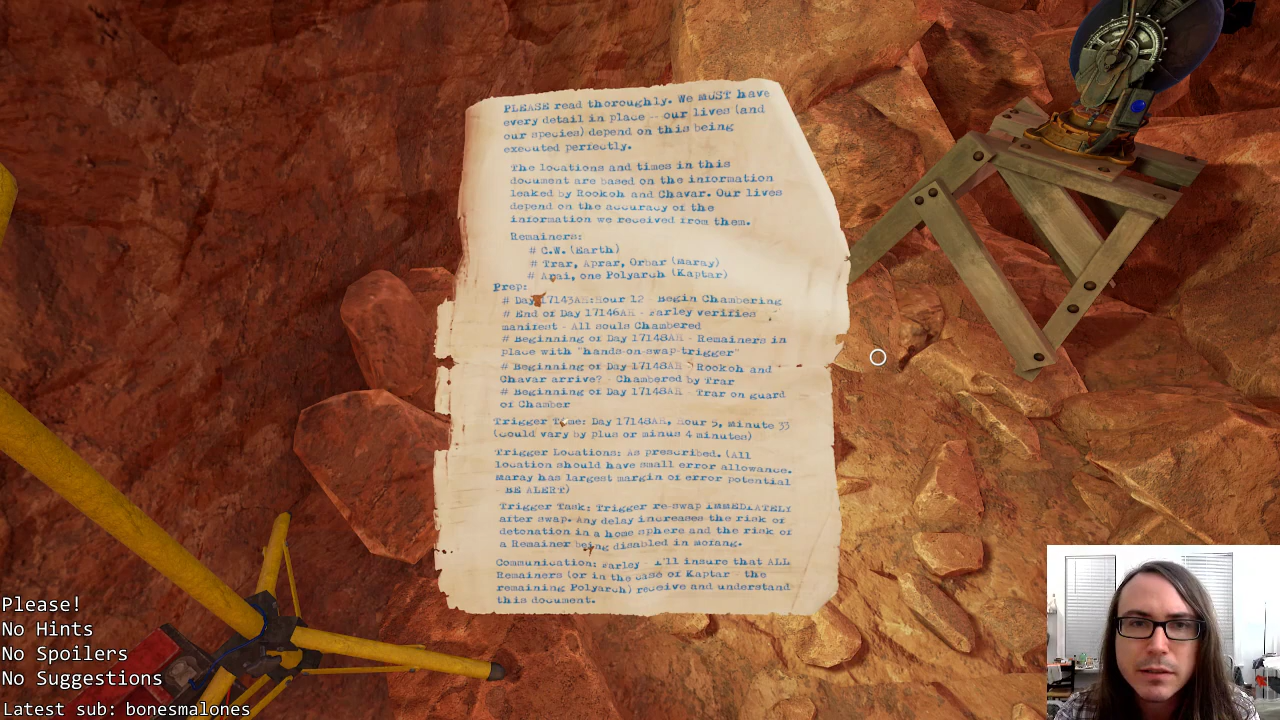 PLEASE read thoroughly. We MUST have
every detail in place -- our lives (and
our species) depend on this being
executed perfectly.
The locations and times in this
document are based on the information
leaked by Rookoh and Chavar. Our lives
depend on the accuracy of the
information we received from them.
Remainers:
# C.W. (Earth)
# Trar, Aprar, Orbar (Maray)
# Arai, one Polyarch (Kaptar)
Prep:
# Day 17143AH:Hour 12 - Begin Chambering
# End of Day 17146AH - Farley verifies
manifest - All souls Chambered
# Beginning of Day 17148AH - Remainers in
place with "hands-on-swap-trigger"
# Beginning of Day 17148AH - Rookoh and
Chavar arrive? - Chambered by Trar
# Beginning of Day 17148AH - Trar on guard
of Chamber
Trigger Time: Day 17148AH, Hour 5, Minute 33
(Could vary by plus or minus 4 minutes)
Trigger Locations: As prescribed. (All
location should have small error allowance.
Maray has largest margin of error potential
- BE ALERT)
Trigger Task: Trigger re-swap IMMEDIATELY
after swap. Any delay increases the risk of
detonation in a home sphere and the risk of
a Remainer being disabled in Mofang.
Communication: Farley - I'll insure that ALL
Remainers (or in the case of Kaptar - the
remaining Polyarch) receive and understand
this document.
Please!
No Hints
No Spoilers
No Suggestions
Latest sub: bonesmalones